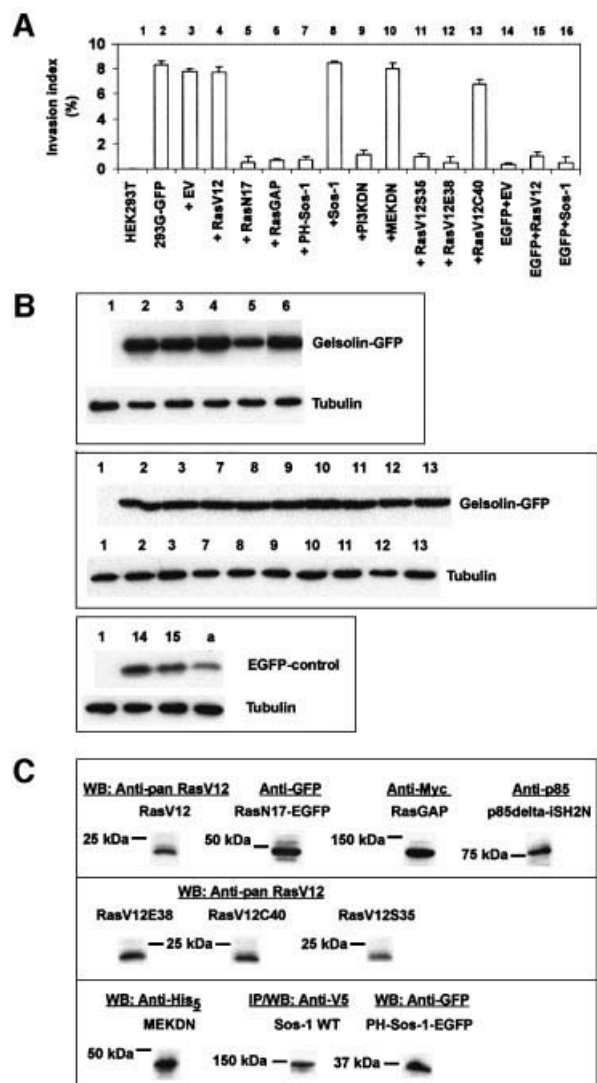 A
1 2 3 4 5 6 7 8 9 10 11 12 13 14 15 16
Invasion index
(%)
10
8
6
4
2
0
HEK293T
293G-GFP
+ EV
+ RasV12
+ RasN17
+ RasGAP
+ PH-Sos-1
+Sos-1
+PI3KDN
+MEKDN
+ RasV12S35
+ RasV12E38
+RasV12C40
EGFP+EV
EGFP+RasV12
EGFP+Sos-1
B
1 2 3 4 5 6
Gelsolin-GFP
Tubulin
1 2 3 7 8 9 10 11 12 13
Gelsolin-GFP
1 2 3 7 8 9 10 11 12 13
Tubulin
1 14 15 a
EGFP-control
Tubulin
C
WB: Anti-pan RasV12 Anti-GFP Anti-Myc Anti-p85
RasV12 RasN17-EGFP RasGAP p85delta-iSH2N
25 kDa 50 kDa 150 kDa 75 kDa
WB: Anti-pan RasV12
RasV12E38 RasV12C40 RasV12S35
25 kDa 25 kDa
WB: Anti-His5 IP/WB: Anti-V5 WB: Anti-GFP
MEKDN Sos-1 WT PH-Sos-1-EGFP
50 kDa 150 kDa 37 kDa